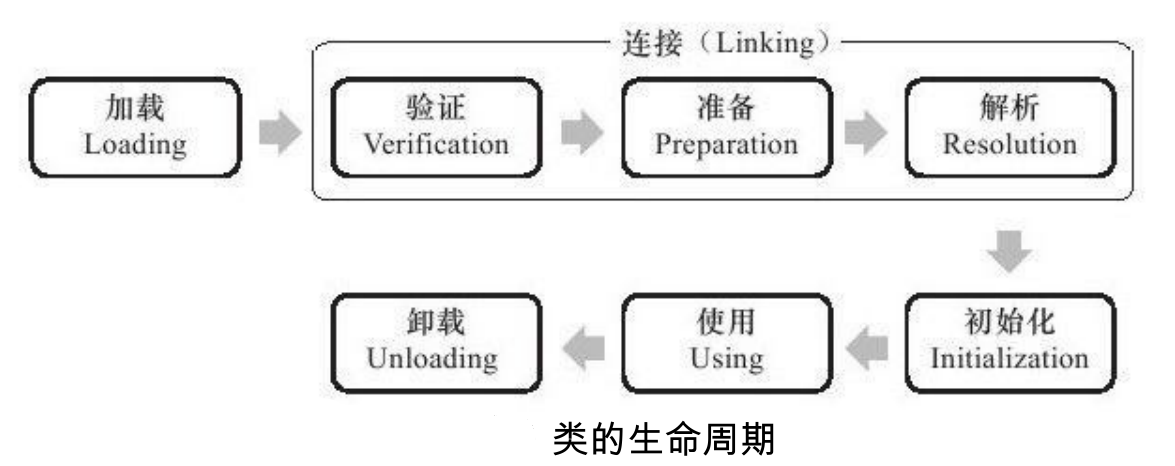 连接（Linking）
加载
Loading
验证
Verification
准备
Preparation
解析
Resolution
初始化
Initialization
使用
Using
卸载
Unloading
类的生命周期